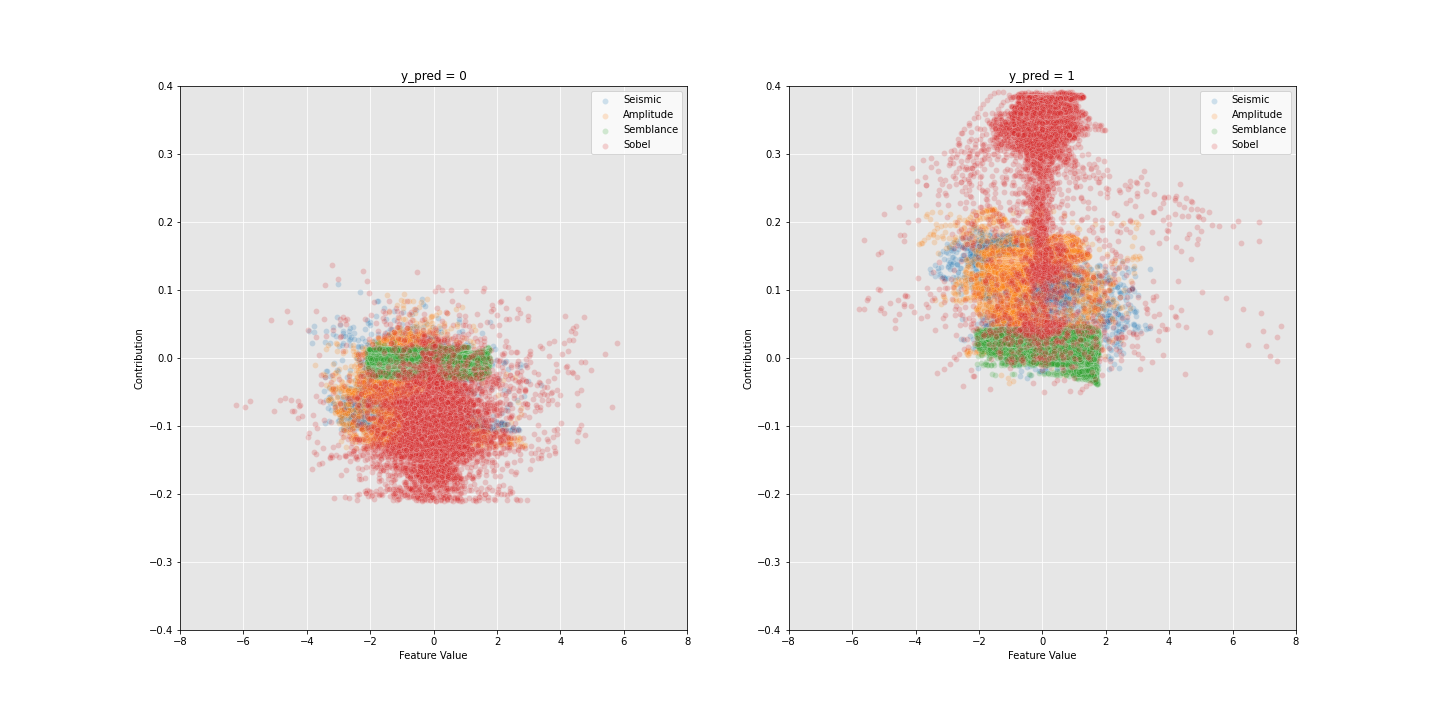 y_pred = 0
Seismic
Amplitude
Semblance
Sobel
0.4
0.3
0.2
0.1
0.0
−0.1
−0.2
−0.3
−0.4
Contribution
−8 −6 −4 −2 0 2 4 6 8
Feature Value
y_pred = 1
Seismic
Amplitude
Semblance
Sobel
0.4
0.3
0.2
0.1
0.0
−0.1
−0.2
−0.3
−0.4
Contribution
−8 −6 −4 −2 0 2 4 6 8
Feature Value